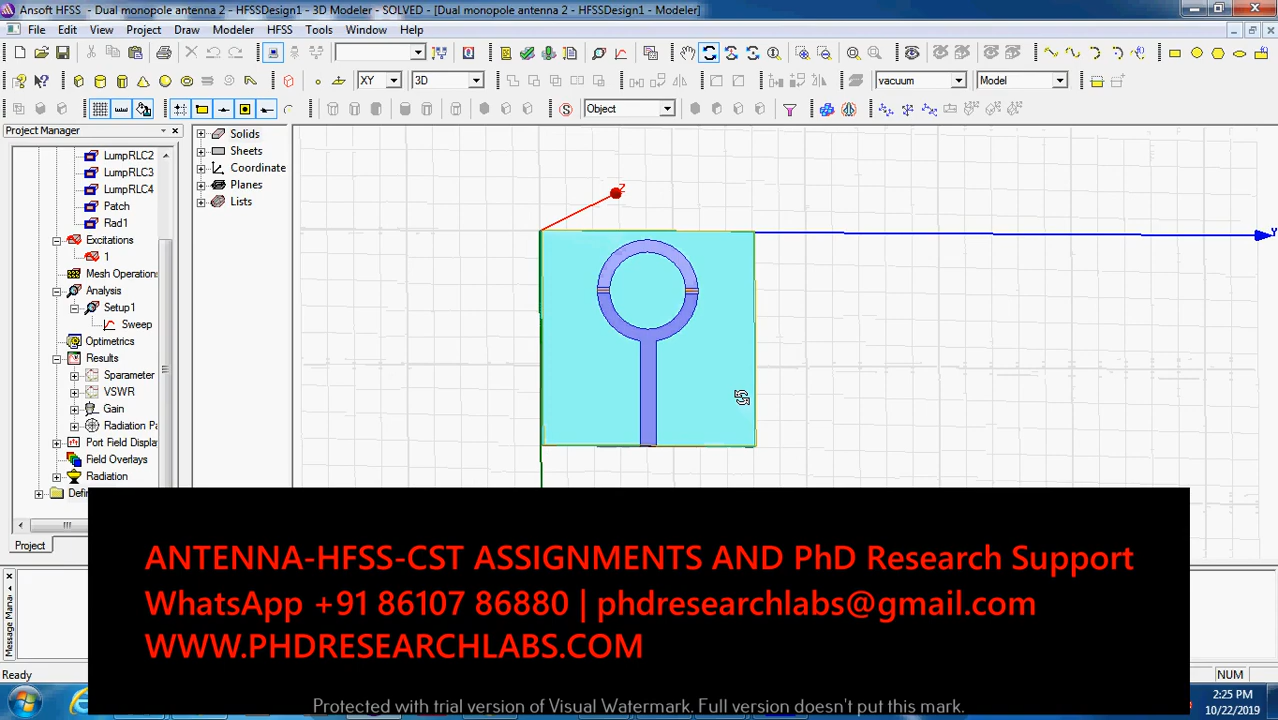 Ansoft HFSS - Dual monopole antenna 2 - HFSSDesign1 - 3D Modeler - SOLVED - [Dual monopole antenna 2 - HFSSDesign1 - Modeler]
File Edit View Project Draw Modeler HFSS Tools Window Help
XY 3D vacuum Model
Object
Project Manager
LumpRLC2
LumpRLC3
LumpRLC4
Patch
Rad1
Excitations
1
Mesh Operations
Analysis
Setup1
Sweep
Optimetrics
Results
Sparameter
VSWR
Gain
Radiation Pa
Port Field Display
Field Overlays
Radiation
Defin
Project
Solids
Sheets
Coordinate
Planes
Lists
Z
Y
Message Mana
ANTENNA-HFSS-CST ASSIGNMENTS AND PhD Research Support
WhatsApp +91 86107 86880 | phdresearchlabs@gmail.com
WWW.PHDRESEARCHLABS.COM
Ready
NUM
Protected with trial version of Visual Watermark. Full version doesn't put this mark.
2:25 PM
10/22/2019